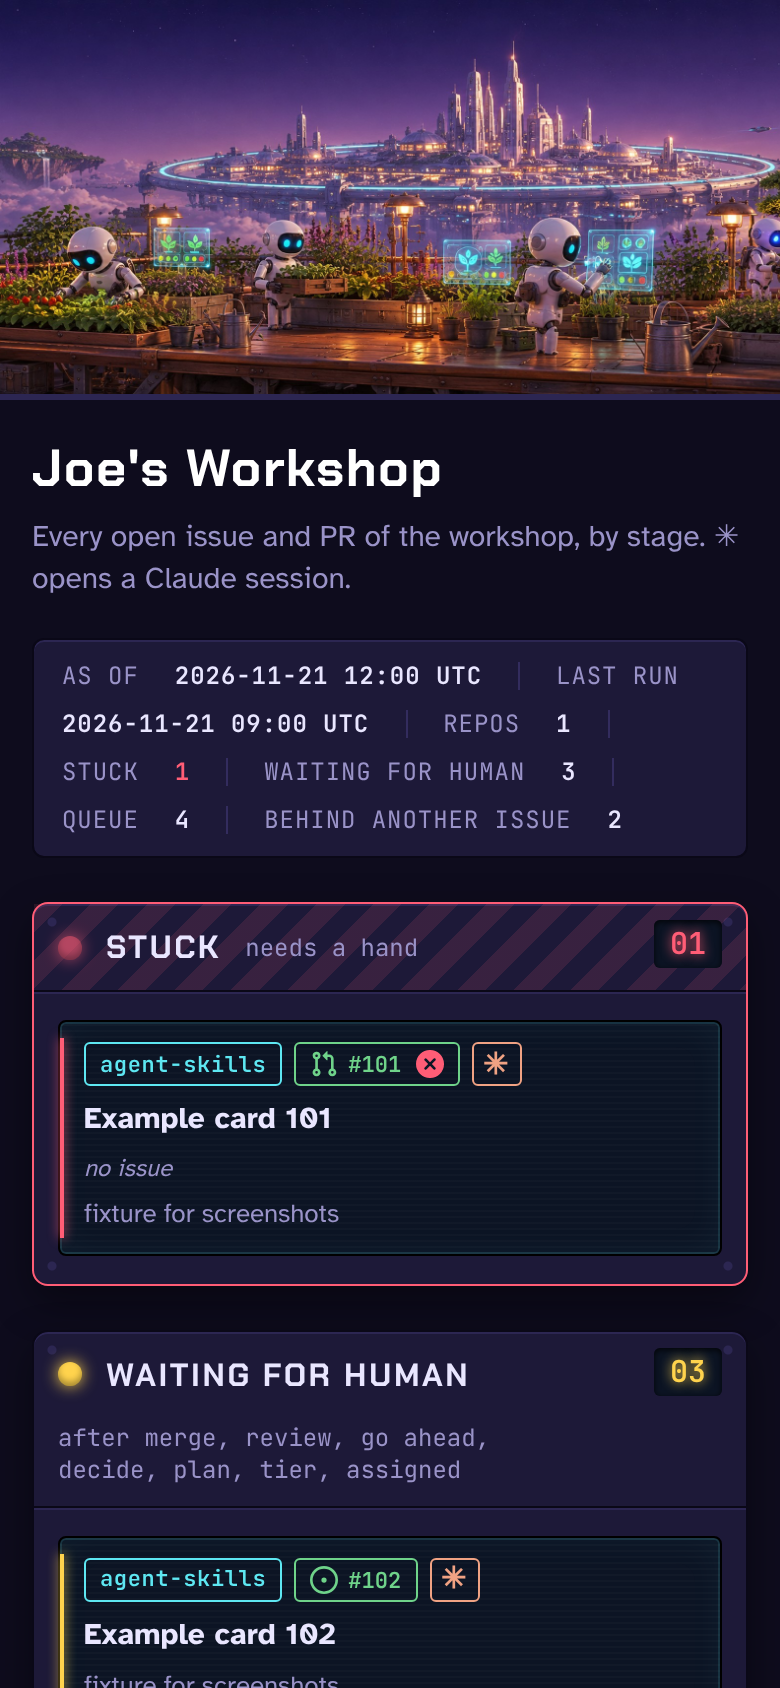 Joe's Workshop
Every open issue and PR of the workshop, by stage. ✳
opens a Claude session.
AS OF 2026-11-21 12:00 UTC LAST RUN
2026-11-21 09:00 UTC REPOS 1
STUCK 1 WAITING FOR HUMAN 3
QUEUE 4 BEHIND ANOTHER ISSUE 2
STUCK needs a hand 01
agent-skills #101
Example card 101
no issue
fixture for screenshots
WAITING FOR HUMAN 03
after merge, review, go ahead,
decide, plan, tier, assigned
agent-skills #102
Example card 102
fixture for screenshots